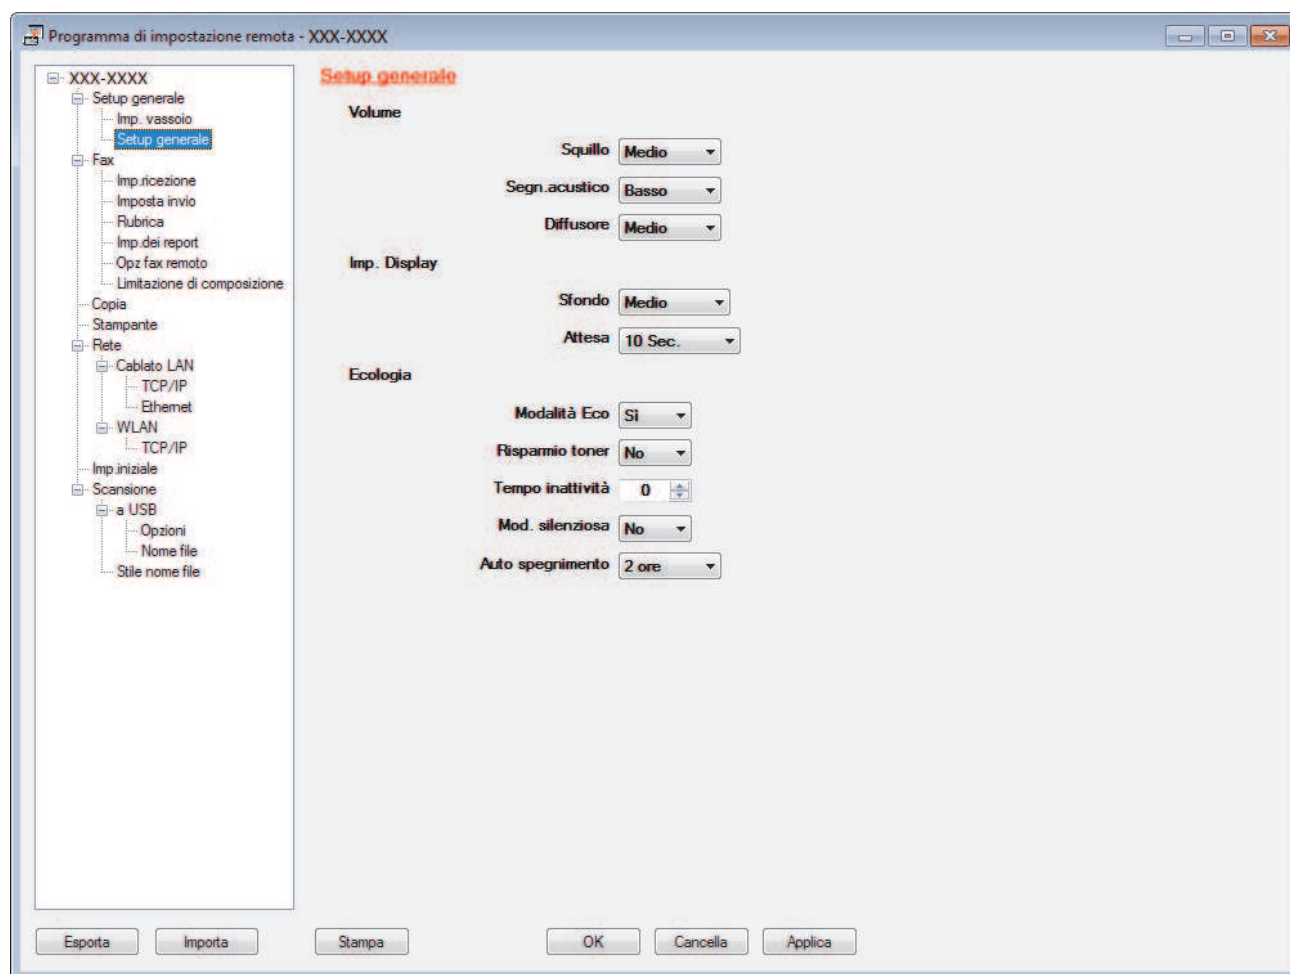 Programma di impostazione remota - XXX-XXXX
XXX-XXXX
Setup generale
Imp. vassoio
Setup generale
Fax
Imp.ricezione
Imposta invio
Rubrica
Imp.dei report
Opz fax remoto
Limitazione di composizione
Copia
Stampante
Rete
Cablato LAN
TCP/IP
Ethernet
WLAN
TCP/IP
Imp.iniziale
Scansione
a USB
Opzioni
Nome file
Stile nome file
Setup generale
Volume
Squillo Medio
Segn.acustico Basso
Diffusore Medio
Imp. Display
Sfondo Medio
Attesa 10 Sec.
Ecologia
Modalità Eco Sì
Risparmio toner No
Tempo inattività 0
Mod. silenziosa No
Auto spegnimento 2 ore
Esporta Importa Stampa OK Cancella Applica